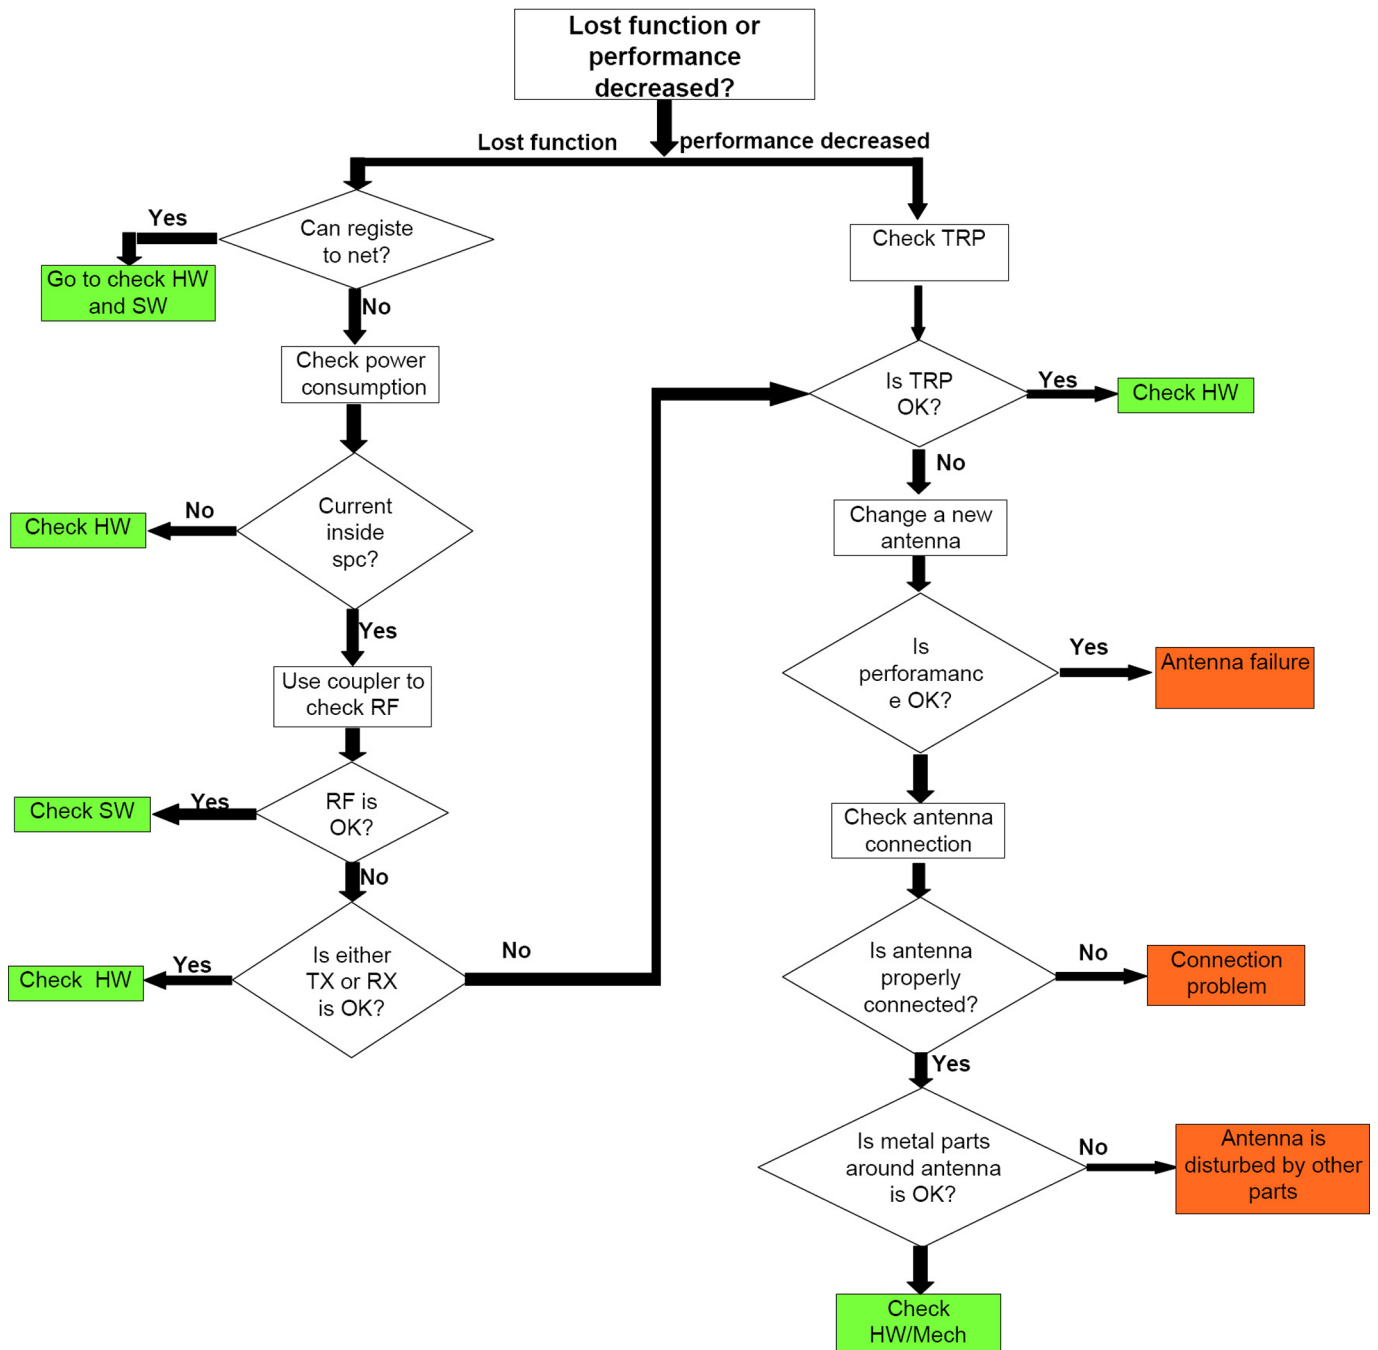 Lost function or
performance
decreased?
Lost function
performance decreased
Yes
Can registe
to net?
Go to check HW
and SW
No
Check power
consumption
No
Check HW
Current
inside
spc?
Yes
Use coupler to
check RF
Yes
Check SW
RF is
OK?
No
Yes
Check HW
Is either
TX or RX
is OK?
No
Check TRP
Is TRP
OK?
Yes
Check HW
No
Change a new
antenna
Is
perforamanc
e OK?
Yes
Antenna failure
Check antenna
connection
Is antenna
properly
connected?
No
Connection
problem
Yes
Is metal parts
around antenna
is OK?
No
Antenna is
disturbed by other
parts
Check
HW/Mech